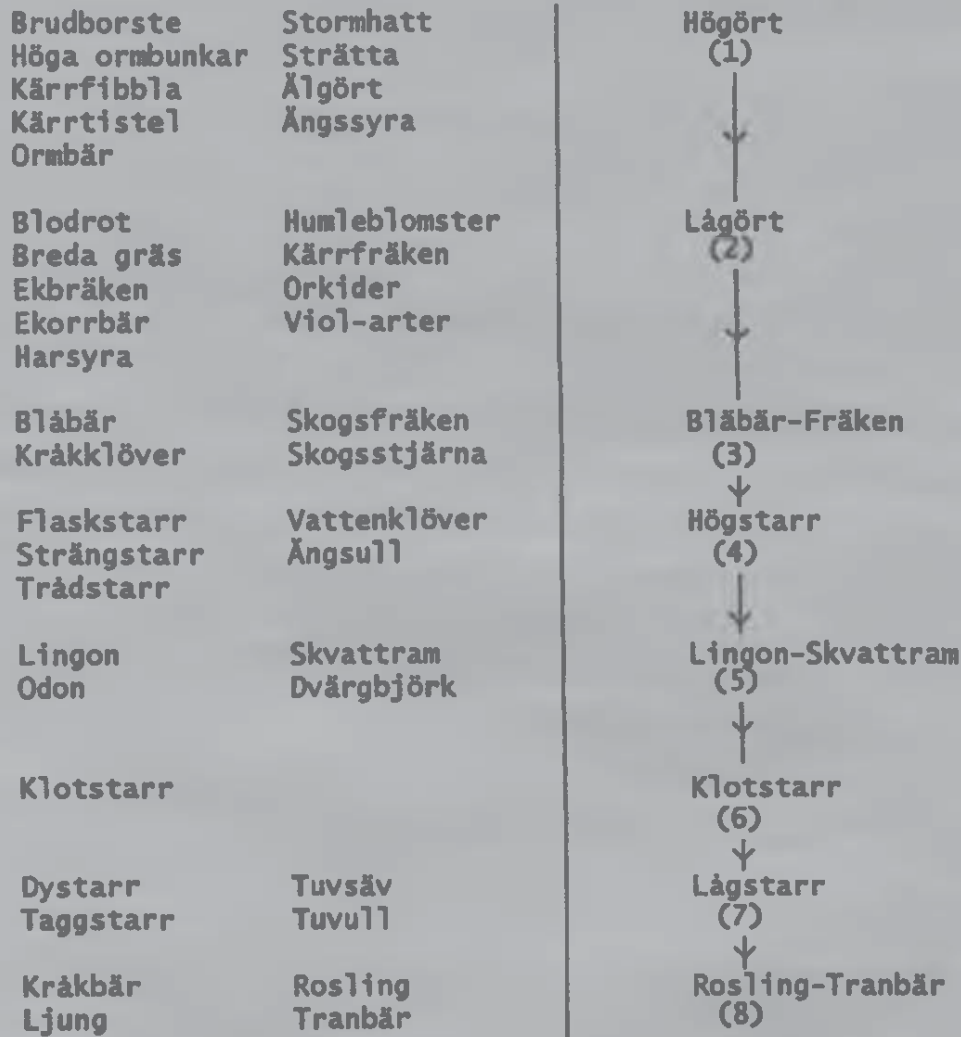 Brudborste Stormhatt Högört
Höga ormbunkar Strätta (1)
Kärrfibbla Älgört
Kärrtistel Ängssyra
Ormbär
Blodrot Humleblomster Lågört
Breda gräs Kärrfräken (2)
Ekbräken Orkider
Ekorrbär Viol-arter
Harsyra
Blåbär Skogsfräken Blåbär-Fräken
Kråkklöver Skogsstjärna (3)
Flaskstarr Vattenklöver Högstarr
Strängstarr Ängsull (4)
Trådstarr
Lingon Skvattram Lingon-Skvattram
Odon Dvärgbjörk (5)
Klotstarr Klotstarr
(6)
Dystarr Tuvsäv Lågstarr
Taggstarr Tuvull (7)
Kråkbär Rosling Rosling-Tranbär
Ljung Tranbär (8)